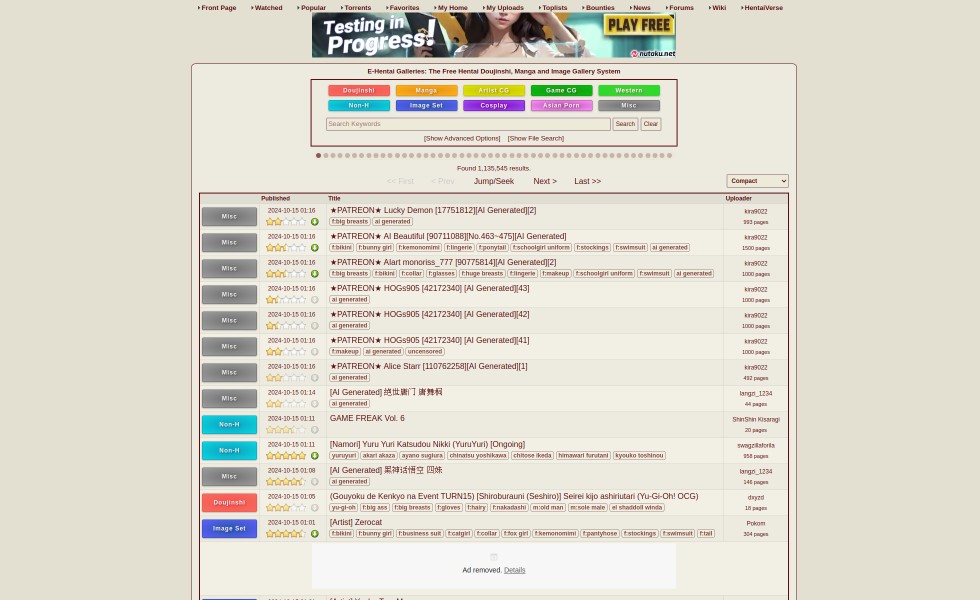 Front Page Watched Popular Torrents Favorites My Home My Uploads Toplists Bounties News Forums Wiki HentaiVerse
Testing in
Progress!
PLAY FREE
nutaku.net
E-Hentai Galleries: The Free Hentai Doujinshi, Manga and Image Gallery System
Doujinshi Manga Artist CG Game CG Western
Non-H Image Set Cosplay Asian Porn Misc
Search Keywords Search Clear
[Show Advanced Options] [Show File Search]
Found 1,135,545 results.
<< First < Prev Jump/Seek Next > Last >> Compact
Published Title Uploader
Misc 2024-10-15 01:16 ★PATREON★ Lucky Demon [17751812][AI Generated][2] kira9022
f:big breasts ai generated 993 pages
Misc 2024-10-15 01:16 ★PATREON★ AI Beautiful [90711088][No.463~475][AI Generated] kira9022
f:bikini f:bunny girl f:kemonomimi f:lingerie f:ponytail f:schoolgirl uniform f:stockings f:swimsuit ai generated 1500 pages
Misc 2024-10-15 01:16 ★PATREON★ AIart monoriss_777 [90775814][AI Generated][2] kira9022
f:big breasts f:bikini f:collar f:glasses f:huge breasts f:lingerie f:makeup f:schoolgirl uniform f:swimsuit ai generated 1000 pages
Misc 2024-10-15 01:16 ★PATREON★ HOGs905 [42172340] [AI Generated][43] kira9022
ai generated 1000 pages
Misc 2024-10-15 01:16 ★PATREON★ HOGs905 [42172340] [AI Generated][42] kira9022
ai generated 1000 pages
Misc 2024-10-15 01:16 ★PATREON★ HOGs905 [42172340] [AI Generated][41] kira9022
f:makeup ai generated uncensored 1000 pages
Misc 2024-10-15 01:16 ★PATREON★ Alice Starr [110762258][AI Generated][1] kira9022
ai generated 492 pages
Misc 2024-10-15 01:14 [AI Generated] 绝世唐门 唐舞桐 langzi_1234
ai generated 44 pages
Non-H 2024-10-15 01:11 GAME FREAK Vol. 6 ShinShin Kisaragi
20 pages
Non-H 2024-10-15 01:11 [Namori] Yuru Yuri Katsudou Nikki (YuruYuri) [Ongoing] swagzillaforila
yuruyuri akari akaza ayano sugiura chinatsu yoshikawa chitose ikeda himawari furutani kyouko toshinou 958 pages
Misc 2024-10-15 01:08 [AI Generated] 黑神话悟空 四妹 langzi_1234
ai generated 146 pages
Doujinshi 2024-10-15 01:05 (Gouyoku de Kenkyo na Event TURN15) [Shiroburauni (Seshiro)] Seirei kijo ashiriutari (Yu-Gi-Oh! OCG) dxyzd
yu-gi-oh f:big ass f:big breasts f:gloves f:hairy f:nakadashi m:old man m:sole male el shaddoll winda 18 pages
Image Set 2024-10-15 01:01 [Artist] Zerocat Pokom
f:bikini f:bunny girl f:business suit f:catgirl f:collar f:fox girl f:kemonomimi f:pantyhose f:stockings f:swimsuit f:tail 304 pages
Ad removed. Details